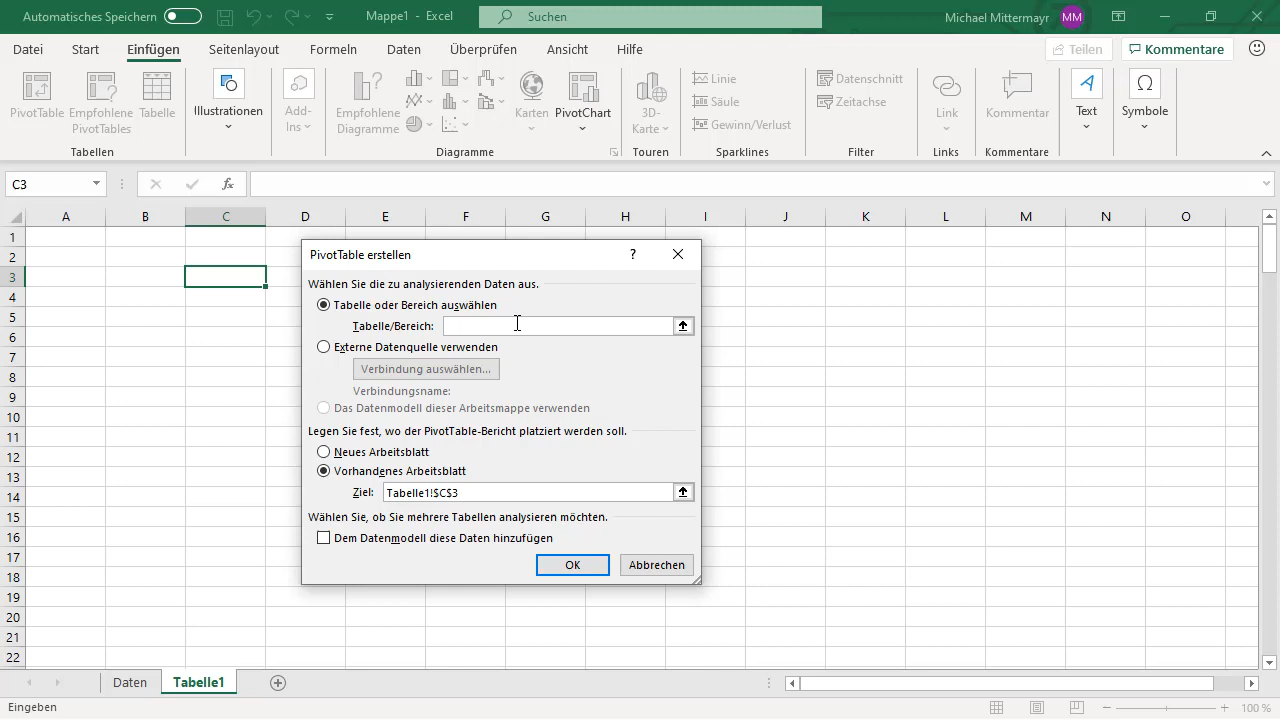 Automatisches Speichern
Mappe1 - Excel
Suchen
Michael Mittermayr
MM
Datei Start Einfügen Seitenlayout Formeln Daten Überprüfen Ansicht Hilfe
Teilen
Kommentare
PivotTable
Empfohlene
PivotTables
Tabelle
Tabellen
Illustrationen
Add-
Ins
Empfohlene
Diagramme
Karten
PivotChart
Diagramme
3D-
Karte
Touren
Linie
Säule
Gewinn/Verlust
Sparklines
Datenschnitt
Zeitachse
Filter
Link
Links
Kommentar
Kommentare
Text
Symbole
C3
fx
A B C D E F G H I J K L M N O
1
2
3
4
5
6
7
8
9
10
11
12
13
14
15
16
17
18
19
20
21
22
PivotTable erstellen
?
Wählen Sie die zu analysierenden Daten aus.
Tabelle oder Bereich auswählen
Tabelle/Bereich:
Externe Datenquelle verwenden
Verbindung auswählen...
Verbindungsname:
Das Datenmodell dieser Arbeitsmappe verwenden
Legen Sie fest, wo der PivotTable-Bericht platziert werden soll.
Neues Arbeitsblatt
Vorhandenes Arbeitsblatt
Ziel: Tabelle1!$C$3
Wählen Sie, ob Sie mehrere Tabellen analysieren möchten.
Dem Datenmodell diese Daten hinzufügen
OK Abbrechen
Daten Tabelle1
Eingeben
100 %